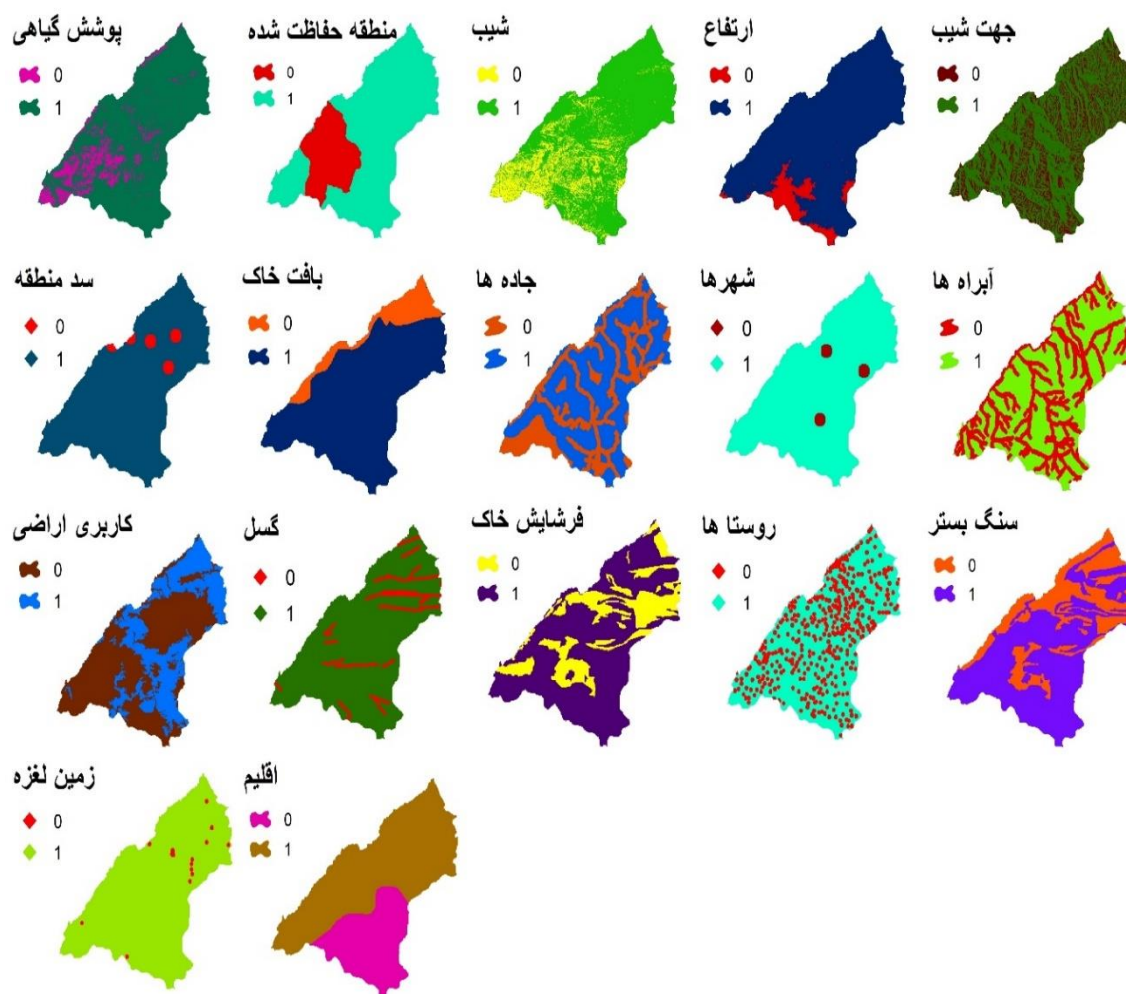 پوشش گیاهی
0
1
منطقه حفاظت شده
0
1
شیب
0
1
ارتفاع
0
1
جهت شیب
0
1
سد منطقه
0
1
بافت خاک
0
1
جاده ها
0
1
شهرها
0
1
آبراه ها
0
1
کاربری اراضی
0
1
گسل
0
1
فرشایش خاک
0
1
روستا ها
0
1
سنگ بستر
0
1
زمین لغزه
0
1
اقلیم
0
1